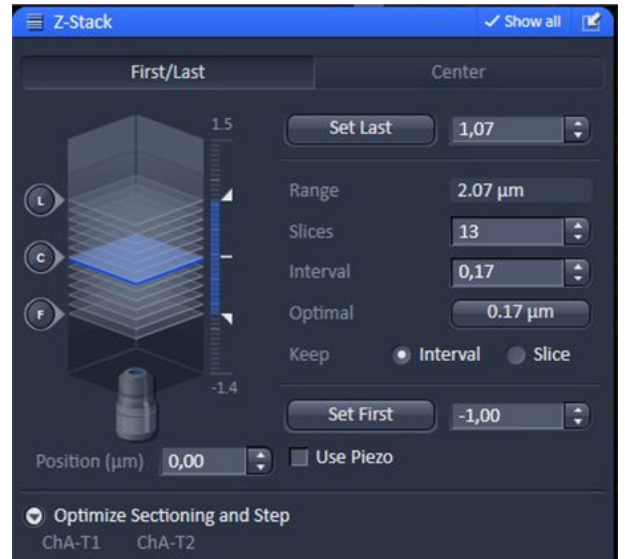 Z-Stack ✓ Show all
First/Last Center
1.5 Set Last 1,07
L Range 2.07 µm
Slices 13
C Interval 0,17
F Optimal 0.17 µm
Keep Interval Slice
-1.4
Set First -1,00
Position (µm) 0,00 Use Piezo
Optimize Sectioning and Step
ChA-T1 ChA-T2